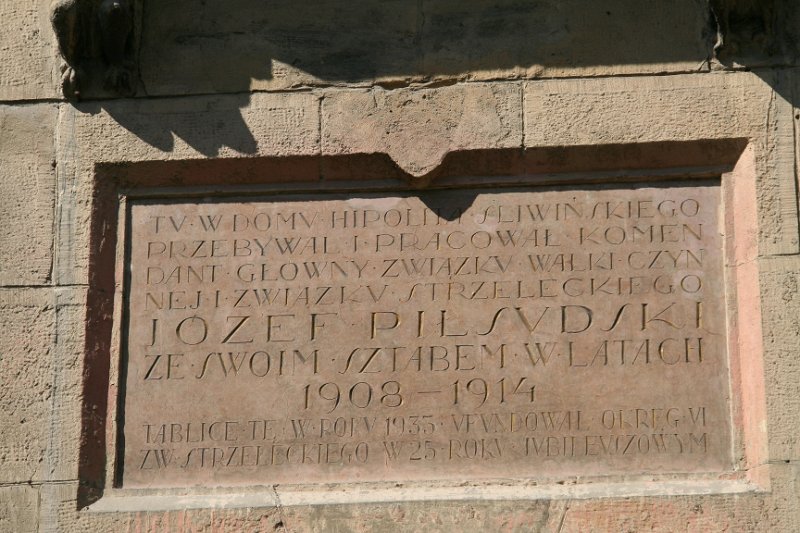 TV·W·DOMV·HIPOLITA·ŚLIWIŃSKIEGO
PRZEBYWAŁ·I·PRACOWAŁ·KOMEN
DANT·GŁÓWNY·ZWIĄZKV·WALKI·CZYN
NEJ·I·ZWIĄZKV·STRZELECKIEGO
JÓZEF·PIŁSVDSKI
ZE·SWOIM·SZTABEM·W·LATACH
1908–1914
TABLICĘ·TĘ·W·ROKV·1935·VFVNDOWAŁ·OKRĘG·VI
ZW·STRZELECKIEGO·W·25·ROKV·JVBILEVSZOWYM